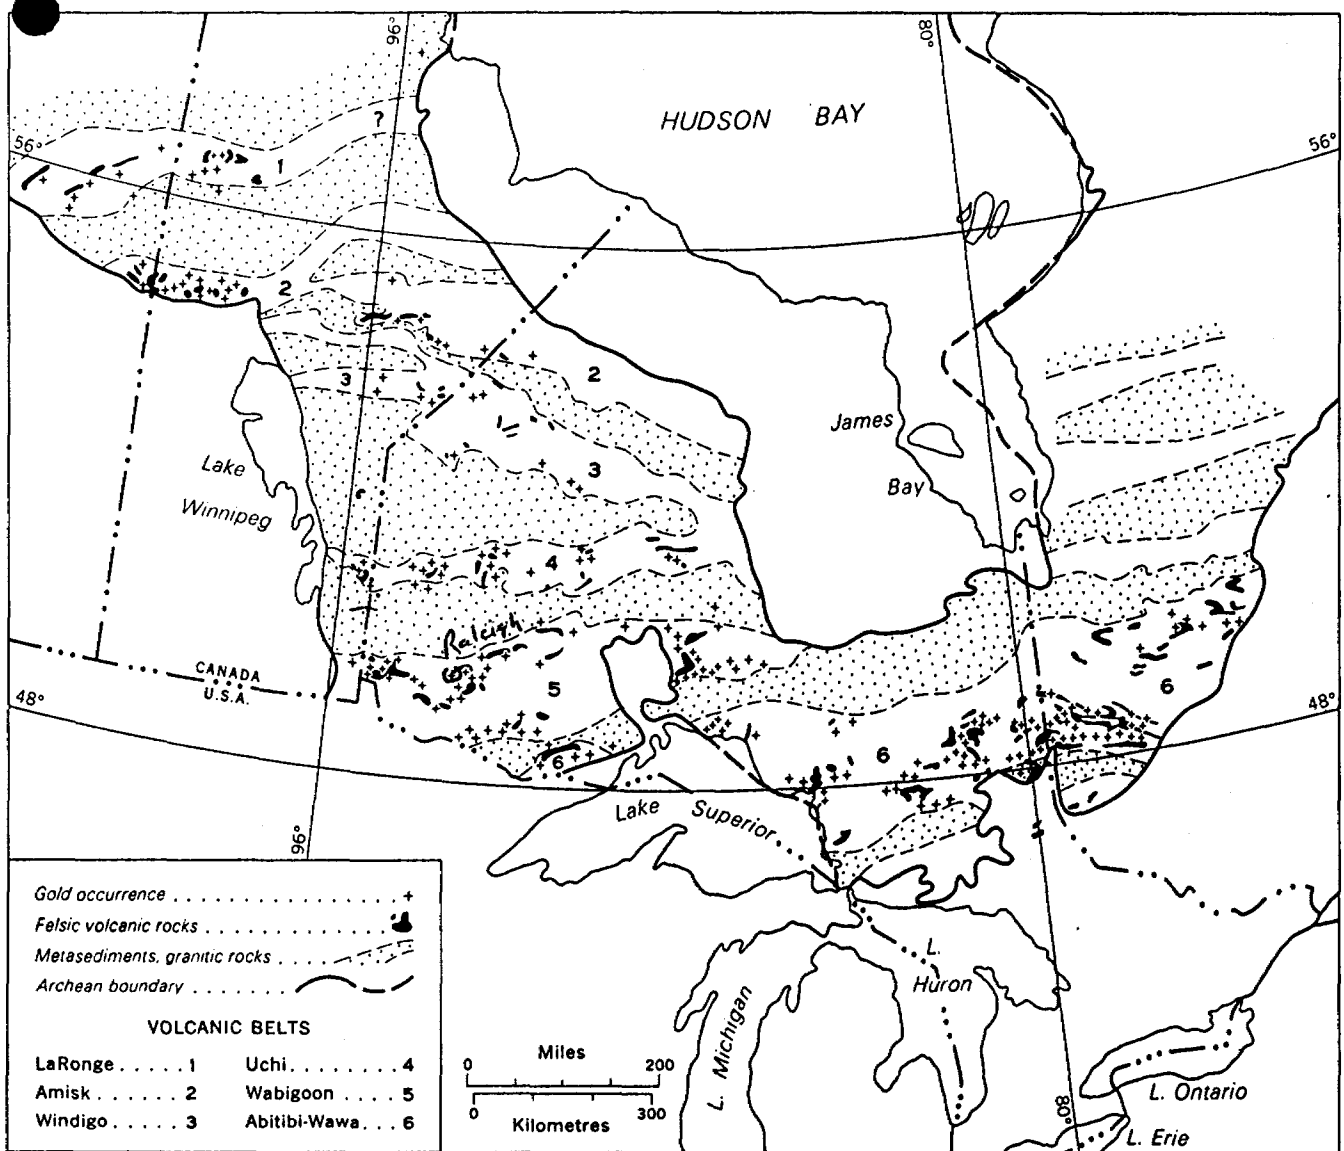 96°
80°
HUDSON BAY
?
56°
56°
1
2
2
3
James
Lake
3
Bay
Winnipeg
4
Raleigh
CANADA
U.S.A.
5
6
48°
48°
6
6
Lake Superior
96°
Gold occurrence . . . . . . . . . . . . . . . . . . . . . +
Felsic volcanic rocks . . . . . . . . . . . . . . . . .
Metasediments, granitic rocks . . . . .
Archean boundary . . . . . . . .
VOLCANIC BELTS
LaRonge . . . . . 1 Uchi . . . . . . . . 4
Amisk . . . . . . 2 Wabigoon . . . . 5
Windigo . . . . . 3 Abitibi-Wawa . . . 6
0 Miles 200
0 300
Kilometres
L. Michigan
L.
Huron
80°
L. Ontario
L. Erie